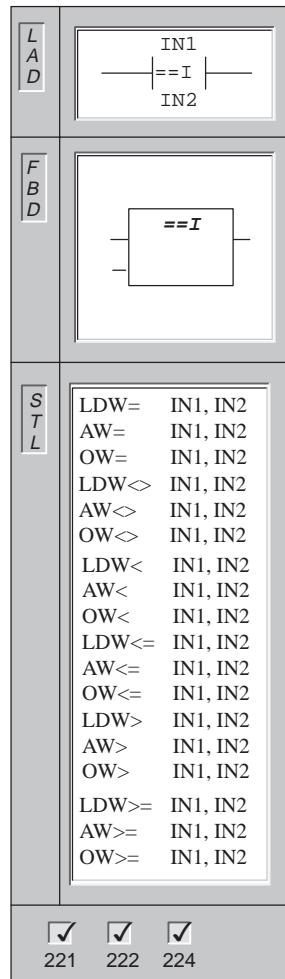 LAD
IN1
==I
IN2
FBD
==I
STL
LDW= IN1, IN2
AW= IN1, IN2
OW= IN1, IN2
LDW<> IN1, IN2
AW<> IN1, IN2
OW<> IN1, IN2
LDW< IN1, IN2
AW< IN1, IN2
OW< IN1, IN2
LDW<= IN1, IN2
AW<= IN1, IN2
OW<= IN1, IN2
LDW> IN1, IN2
AW> IN1, IN2
OW> IN1, IN2
LDW>= IN1, IN2
AW>= IN1, IN2
OW>= IN1, IN2
221 222 224